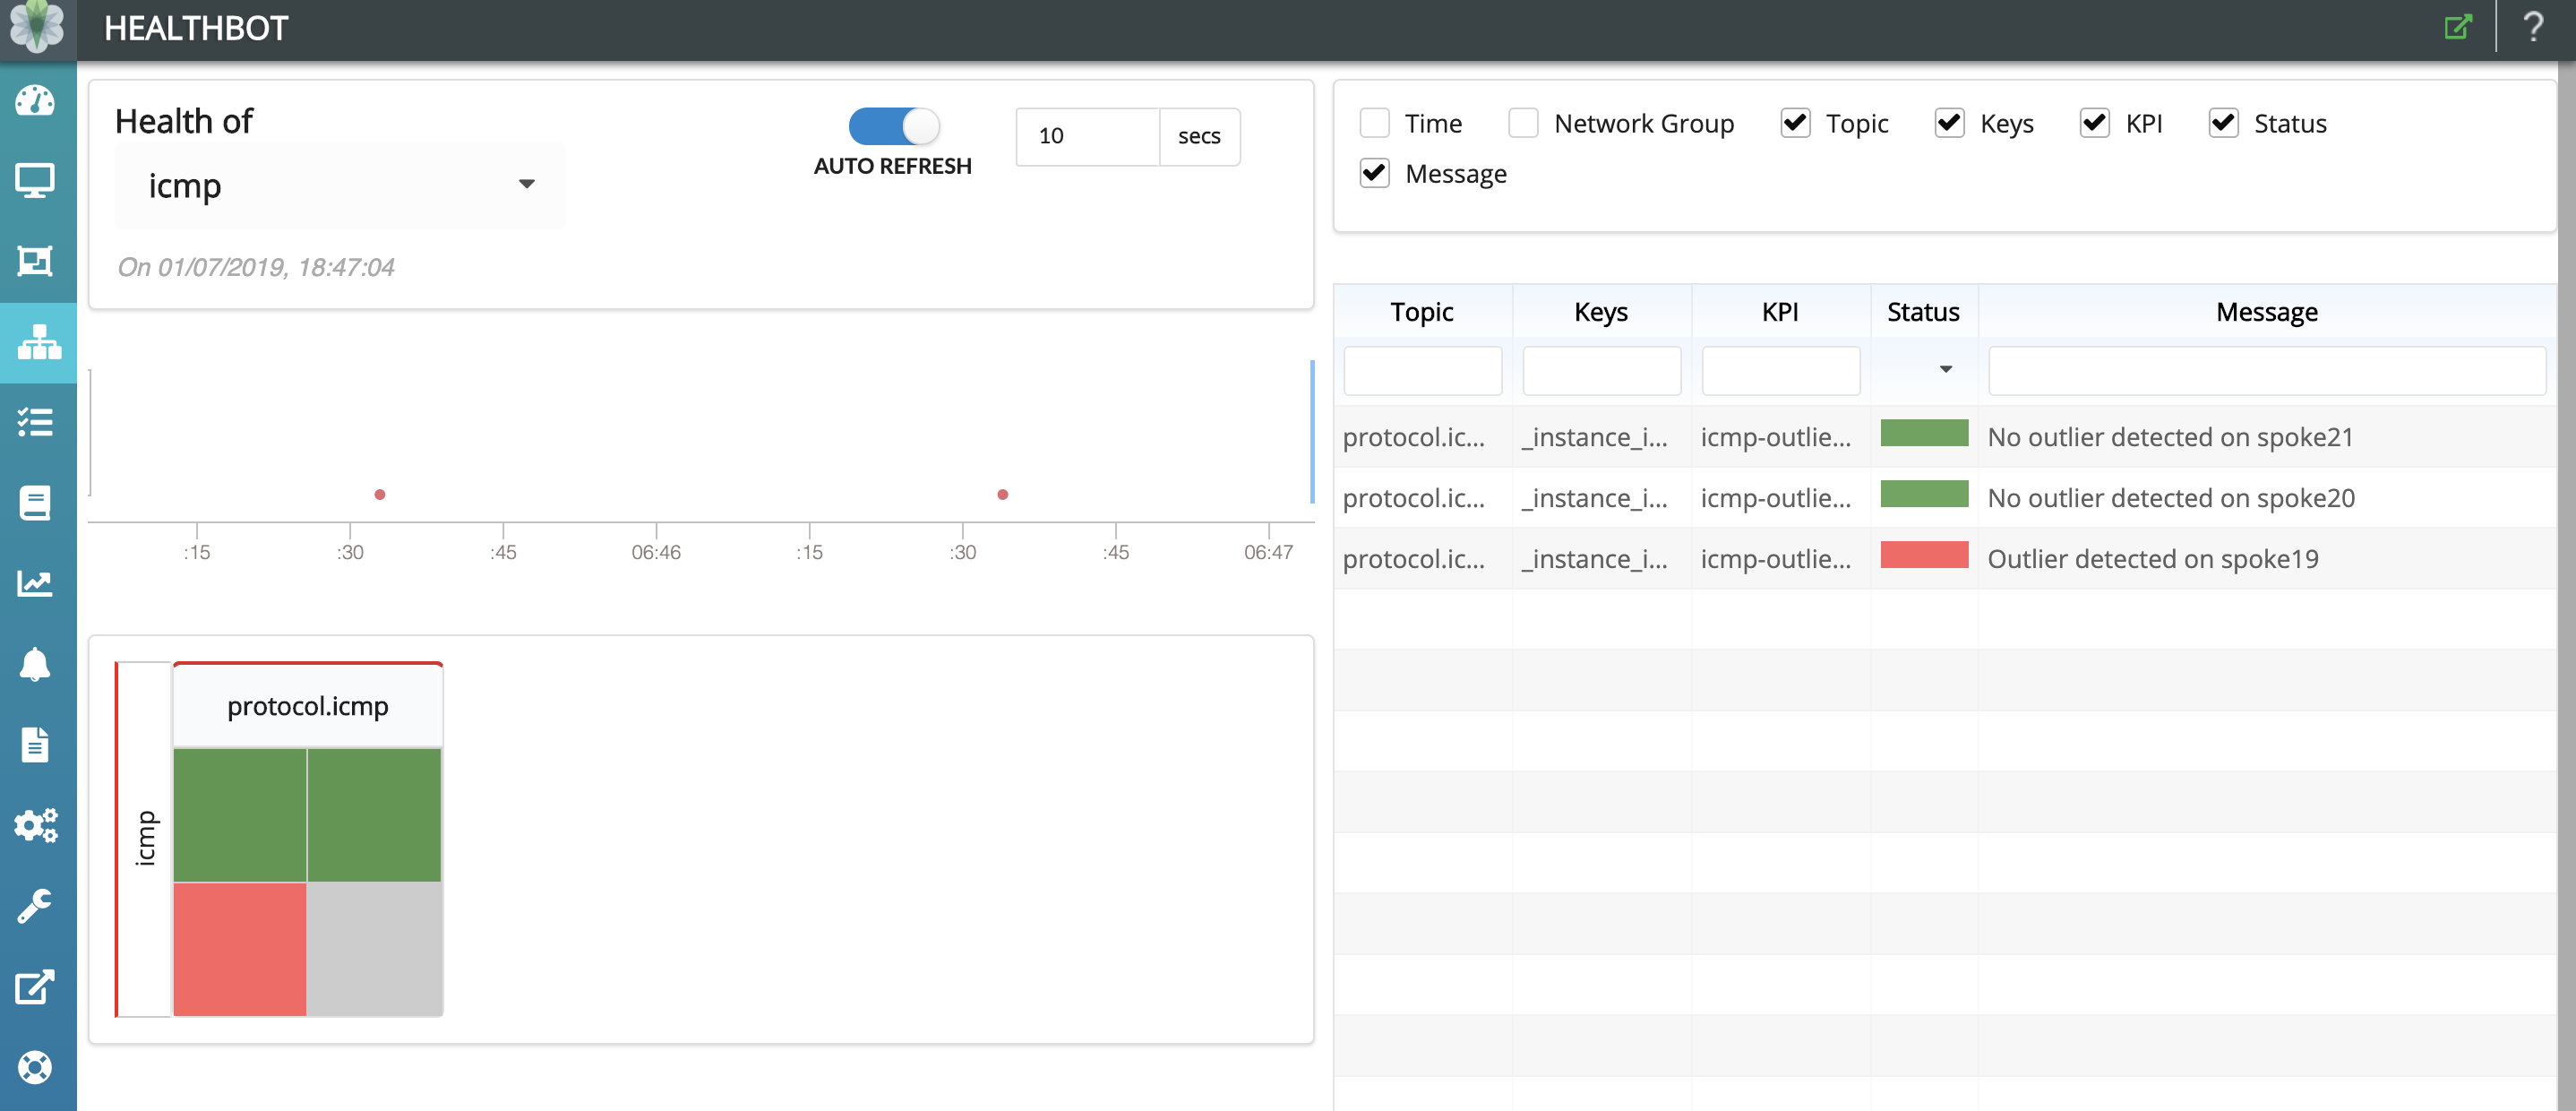 HEALTHBOT
?
Health of
icmp
AUTO REFRESH
10 secs
On 01/07/2019, 18:47:04
:15 :30 :45 06:46 :15 :30 :45 06:47
protocol.icmp
icmp
Time Network Group Topic Keys KPI Status
Message
Topic Keys KPI Status Message
protocol.ic... _instance_i... icmp-outlie... No outlier detected on spoke21
protocol.ic... _instance_i... icmp-outlie... No outlier detected on spoke20
protocol.ic... _instance_i... icmp-outlie... Outlier detected on spoke19